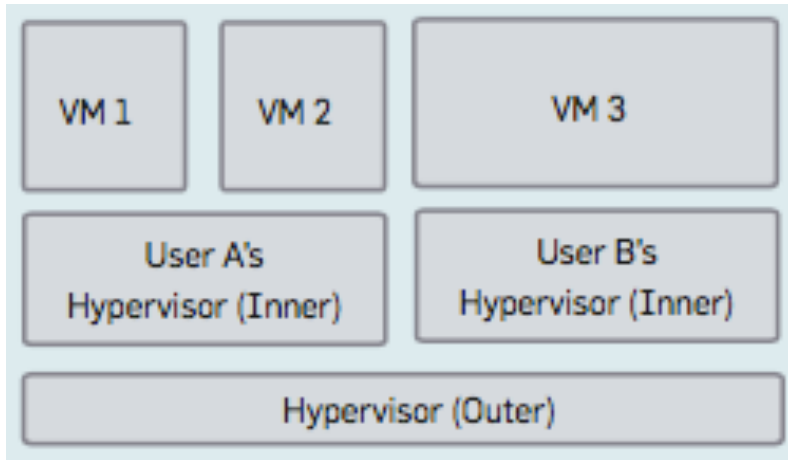 VM 1
VM 2
VM 3
User A's
Hypervisor (Inner)
User B's
Hypervisor (Inner)
Hypervisor (Outer)